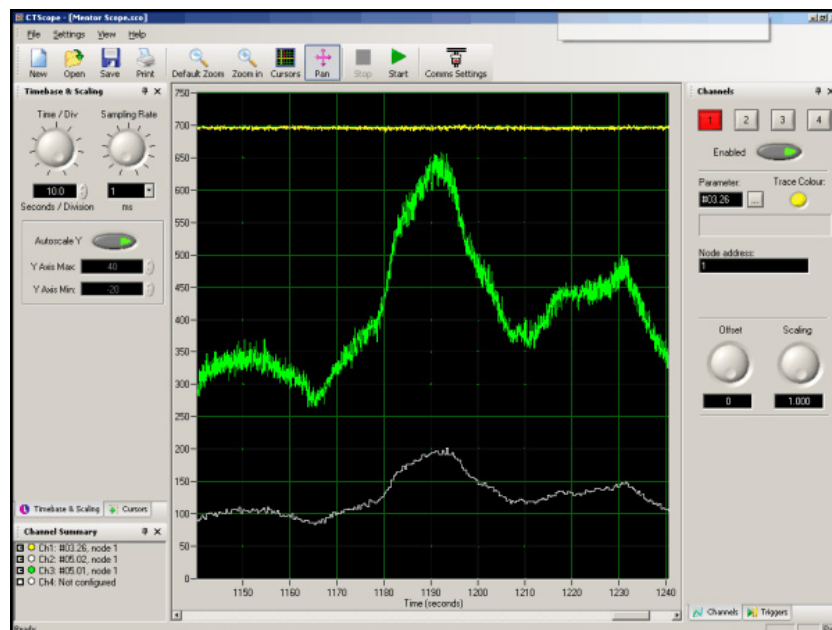 CTScope - [Mentor Scope.sco]
File Settings View Help
New Open Save Print Default Zoom Zoom in Cursors Pan Stop Start Comms Settings
Timebase & Scaling
Time / Div Sampling Rate
10.0 1
Seconds / Division ms
Autoscale Y
Y Axis Max: 40
Y Axis Min: -20
Timebase & Scaling Cursors
Channel Summary
Ch1: #03.26, node 1
Ch2: #05.02, node 1
Ch3: #05.01, node 1
Ch4: Not configured
750
700
650
600
550
500
450
400
350
300
250
200
150
100
50
0
1150 1160 1170 1180 1190 1200 1210 1220 1230 1240
Time (seconds)
Channels
1 2 3 4
Enabled
Parameter: Trace Colour:
#03.26 ...
Node address:
1
Offset Scaling
0 1.000
Channels Triggers
Ready